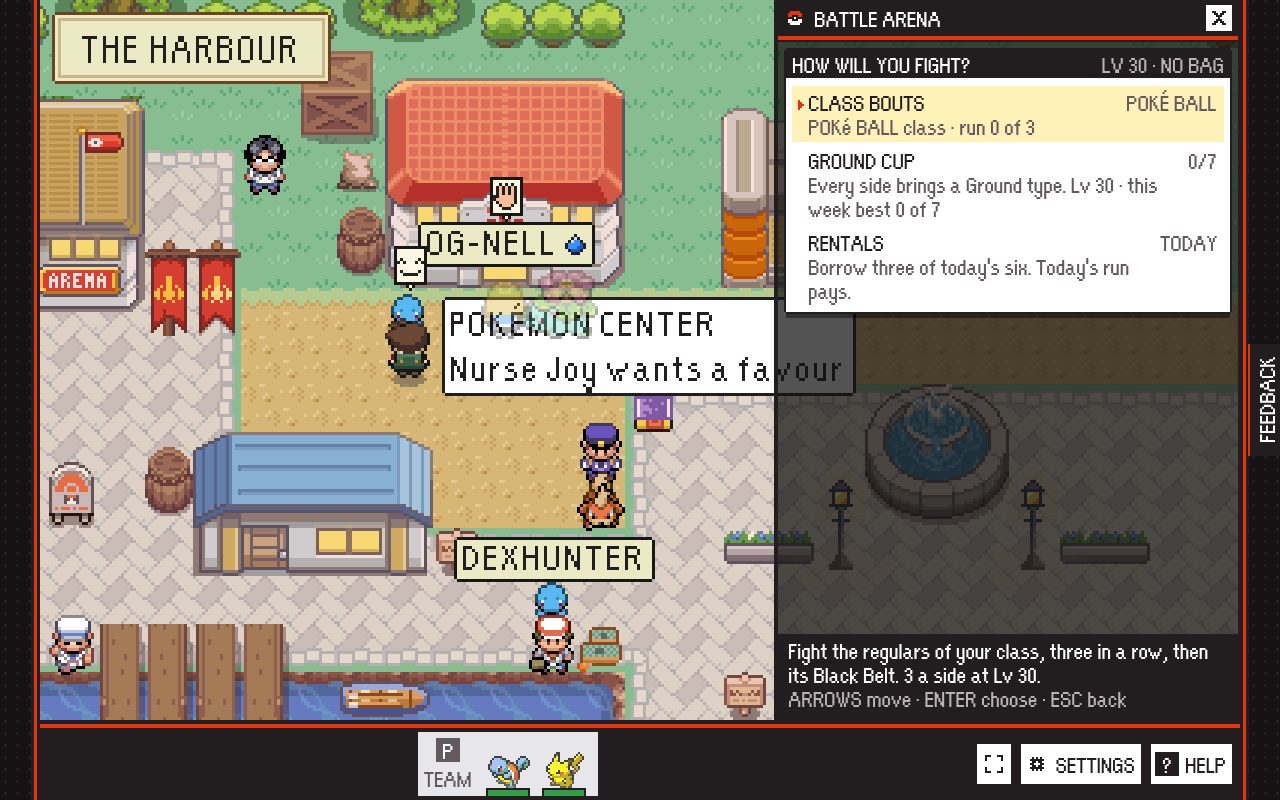 THE HARBOUR
BATTLE ARENA
X
HOW WILL YOU FIGHT?
LV 30 · NO BAG
CLASS BOUTS
POKÉ BALL
POKé BALL class · run 0 of 3
GROUND CUP
0/7
Every side brings a Ground type. Lv 30 · this
week best 0 of 7
RENTALS
TODAY
Borrow three of today's six. Today's run
pays.
OG-NELL
ARENA
POKéMON CENTER
Nurse Joy wants a favour
DEXHUNTER
FEEDBACK
Fight the regulars of your class, three in a row, then
its Black Belt. 3 a side at Lv 30.
ARROWS move · ENTER choose · ESC back
P
TEAM
SETTINGS
? HELP